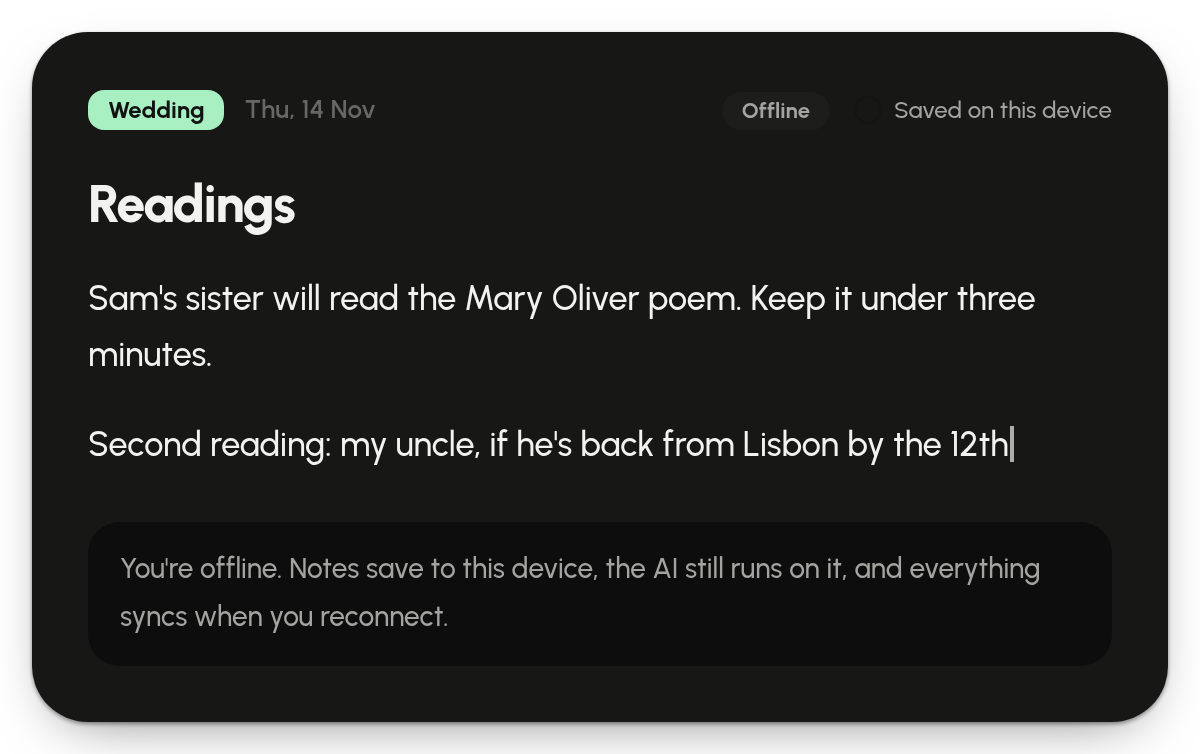 Wedding Thu, 14 Nov Offline Saved on this device
Readings
Sam's sister will read the Mary Oliver poem. Keep it under three
minutes.
Second reading: my uncle, if he's back from Lisbon by the 12th
You're offline. Notes save to this device, the AI still runs on it, and everything
syncs when you reconnect.